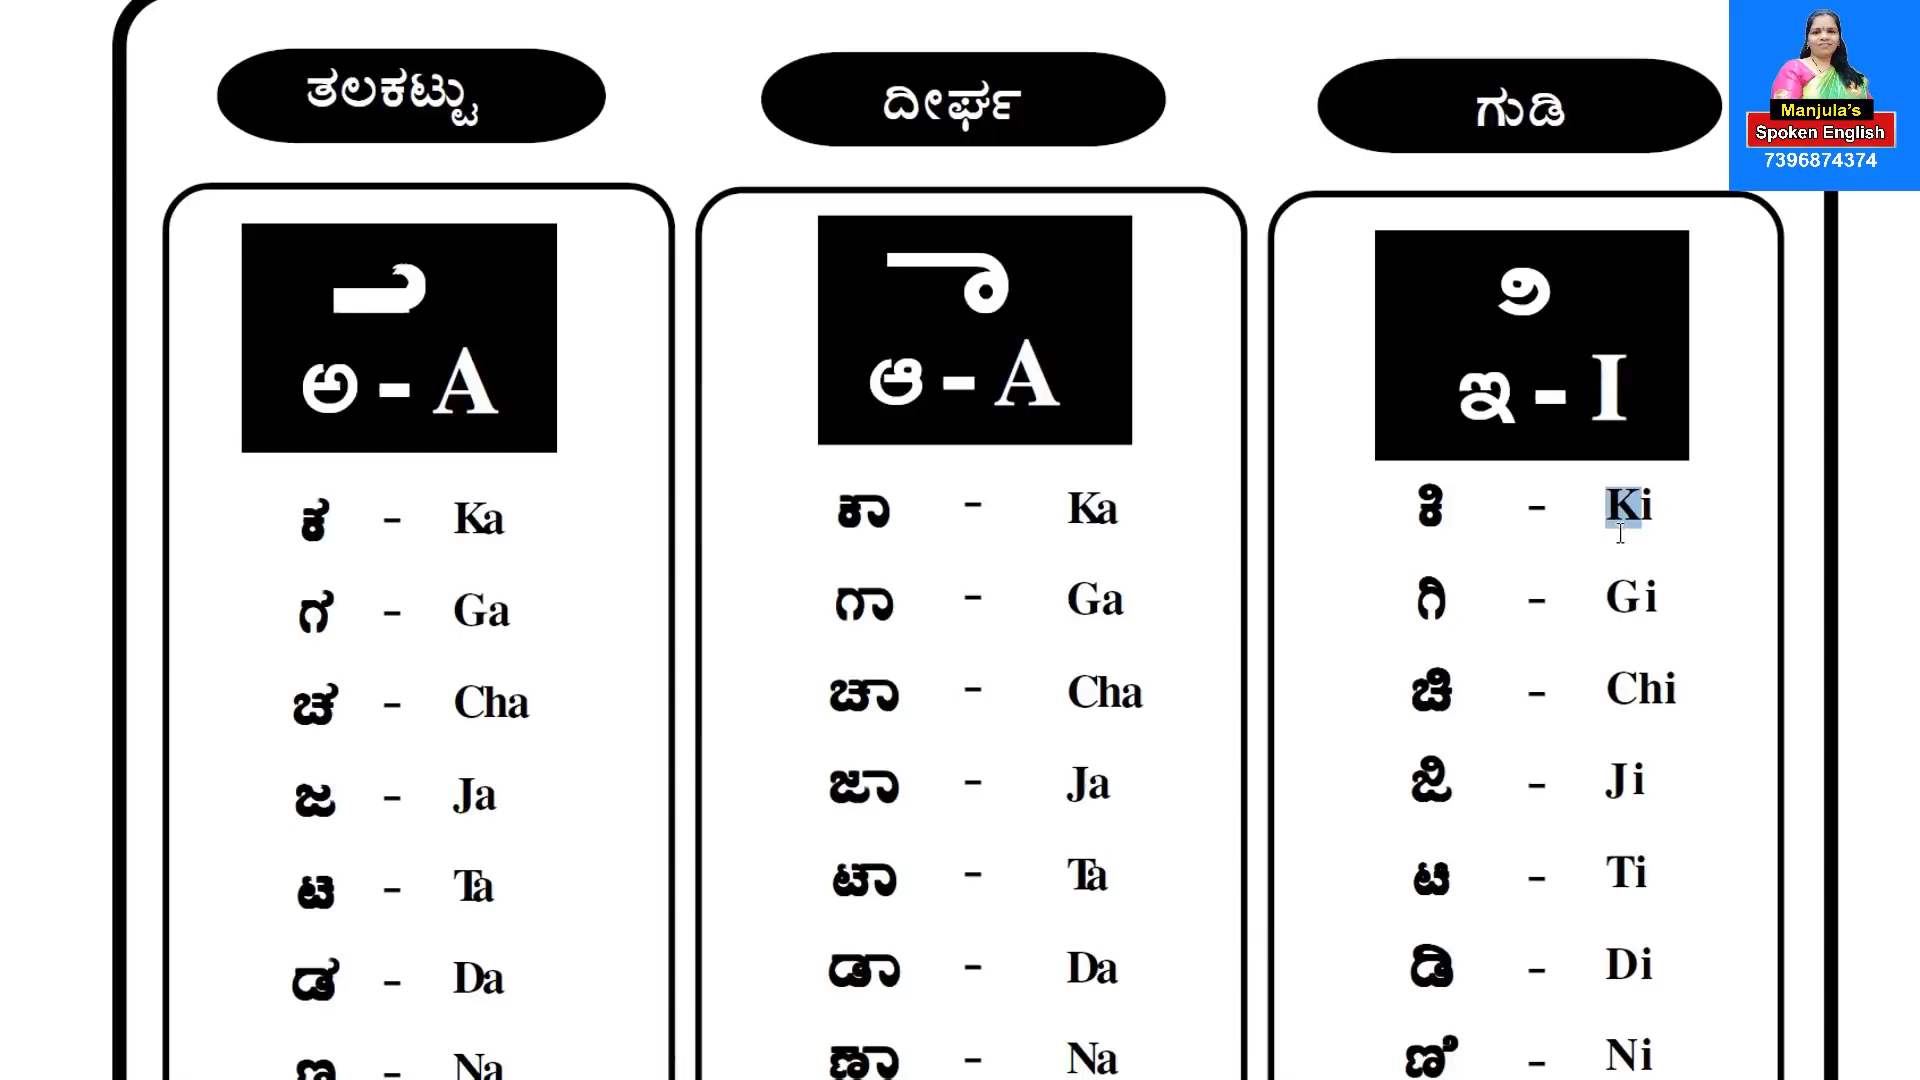 ತಲಕಟ್ಟು
ದೀರ್ಘ
ಗುಡಿ
Manjula's
Spoken English
7396874374
ಅ - A
ಆ - A
ಿ
ಇ - I
ಕ - Ka
ಕಾ - Ka
ಕಿ - Ki
ಗ - Ga
ಗಾ - Ga
ಗಿ - Gi
ಚ - Cha
ಚಾ - Cha
ಚಿ - Chi
ಜ - Ja
ಜಾ - Ja
ಜಿ - Ji
ಟ - Ta
ಟಾ - Ta
ಟಿ - Ti
ಡ - Da
ಡಾ - Da
ಡಿ - Di
ಣ - Na
ಣಾ - Na
ಣಿ - Ni